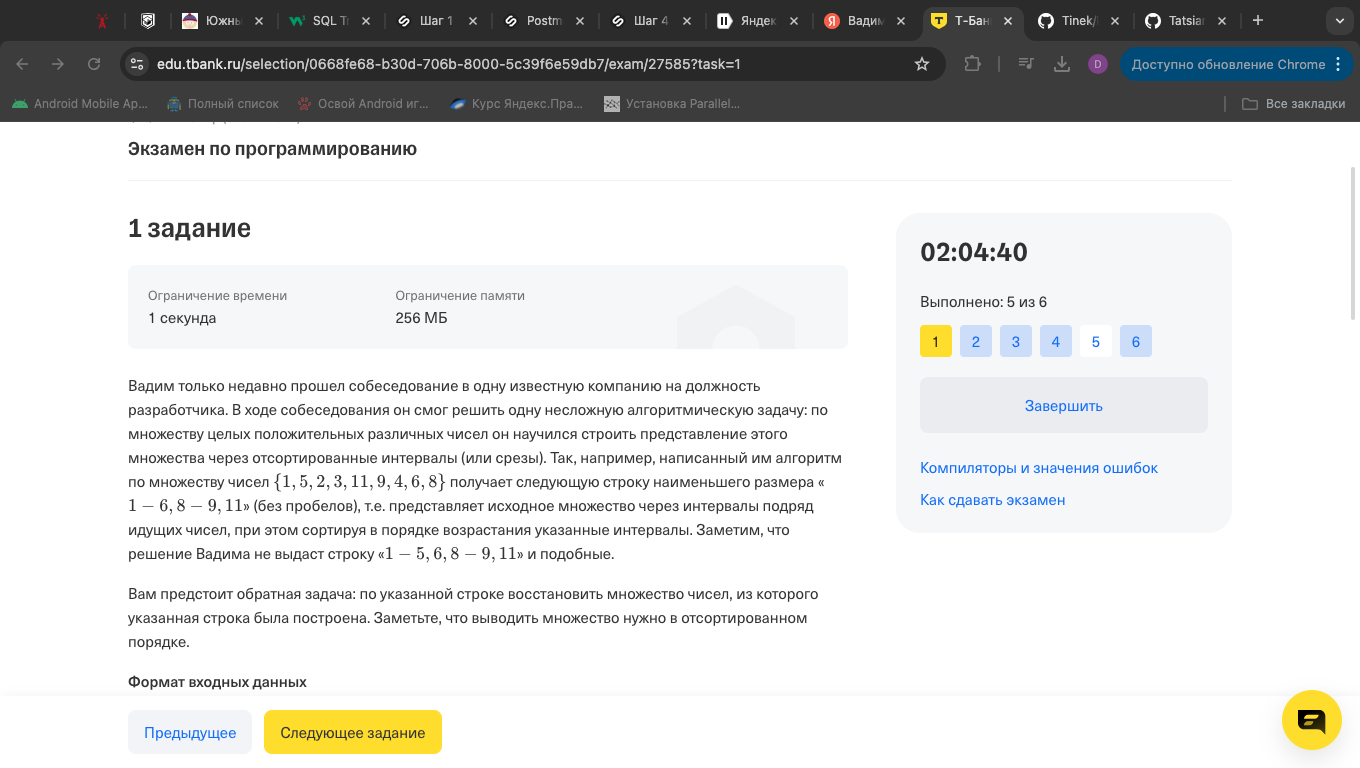 Южнь
SQL Tr
Шаг 1
Postm
Шаг 4
Яндек
Вадим
Т-Бан
Tinek/
Tatsiar
edu.tbank.ru/selection/0668fe68-b30d-706b-8000-5c39f6e59db7/exam/27585?task=1
D
Доступно обновление Chrome
Android Mobile Ap...
Полный список
Освой Android иг...
Курс Яндекс.Пра...
Установка Parallel...
Все закладки
Экзамен по программированию
1 задание
Ограничение времени
Ограничение памяти
1 секунда
256 МБ
Вадим только недавно прошел собеседование в одну известную компанию на должность
разработчика. В ходе собеседования он смог решить одну несложную алгоритмическую задачу: по
множеству целых положительных различных чисел он научился строить представление этого
множества через отсортированные интервалы (или срезы). Так, например, написанный им алгоритм
по множеству чисел {1, 5, 2, 3, 11, 9, 4, 6, 8} получает следующую строку наименьшего размера «
1 − 6, 8 − 9, 11» (без пробелов), т.е. представляет исходное множество через интервалы подряд
идущих чисел, при этом сортируя в порядке возрастания указанные интервалы. Заметим, что
решение Вадима не выдаст строку «1 − 5, 6, 8 − 9, 11» и подобные.
Вам предстоит обратная задача: по указанной строке восстановить множество чисел, из которого
указанная строка была построена. Заметьте, что выводить множество нужно в отсортированном
порядке.
Формат входных данных
Предыдущее
Следующее задание
02:04:40
Выполнено: 5 из 6
1 2 3 4 5 6
Завершить
Компиляторы и значения ошибок
Как сдавать экзамен